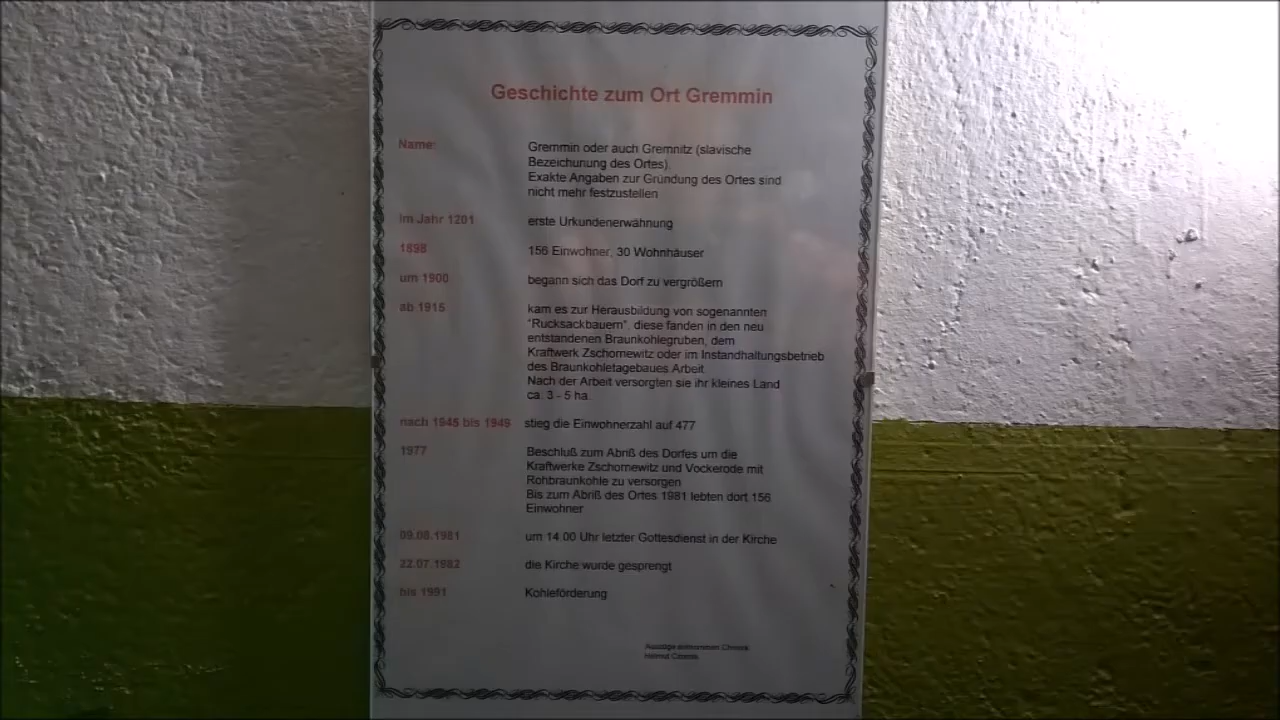 Geschichte zum Ort Gremmin
Name: Gremmin oder auch Gremnitz (slavische
Bezeichunung des Ortes).
Exakte Angaben zur Gründung des Ortes sind
nicht mehr festzustellen
Im Jahr 1201 erste Urkundenerwähnung
1898 156 Einwohner, 30 Wohnhäuser
um 1900 begann sich das Dorf zu vergrößern
ab 1915 kam es zur Herausbildung von sogenannten
"Rucksackbauern", diese fanden in den neu
entstandenen Braunkohlegruben, dem
Kraftwerk Zschornewitz oder im Instandhaltungsbetrieb
des Braunkohletagebaues Arbeit
Nach der Arbeit versorgten sie ihr kleines Land
ca. 3 - 5 ha.
nach 1945 bis 1949 stieg die Einwohnerzahl auf 477
1977 Beschluß zum Abriß des Dorfes um die
Kraftwerke Zschornewitz und Vockerode mit
Rohbraunkohle zu versorgen
Bis zum Abriß des Ortes 1981 lebten dort 156
Einwohner
09.08.1981 um 14.00 Uhr letzter Gottesdienst in der Kirche
22.07.1982 die Kirche wurde gesprengt
bis 1991 Kohleförderung
Chronik
Helmut